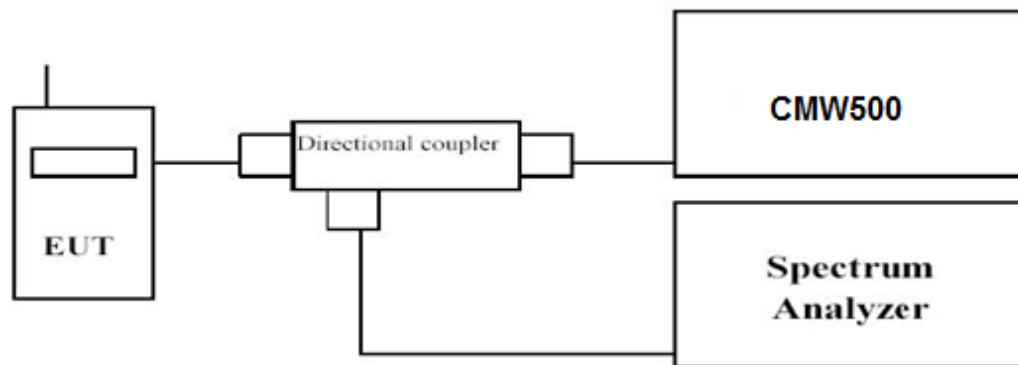 CMW500
Directional coupler
EUT
Spectrum
Analyzer